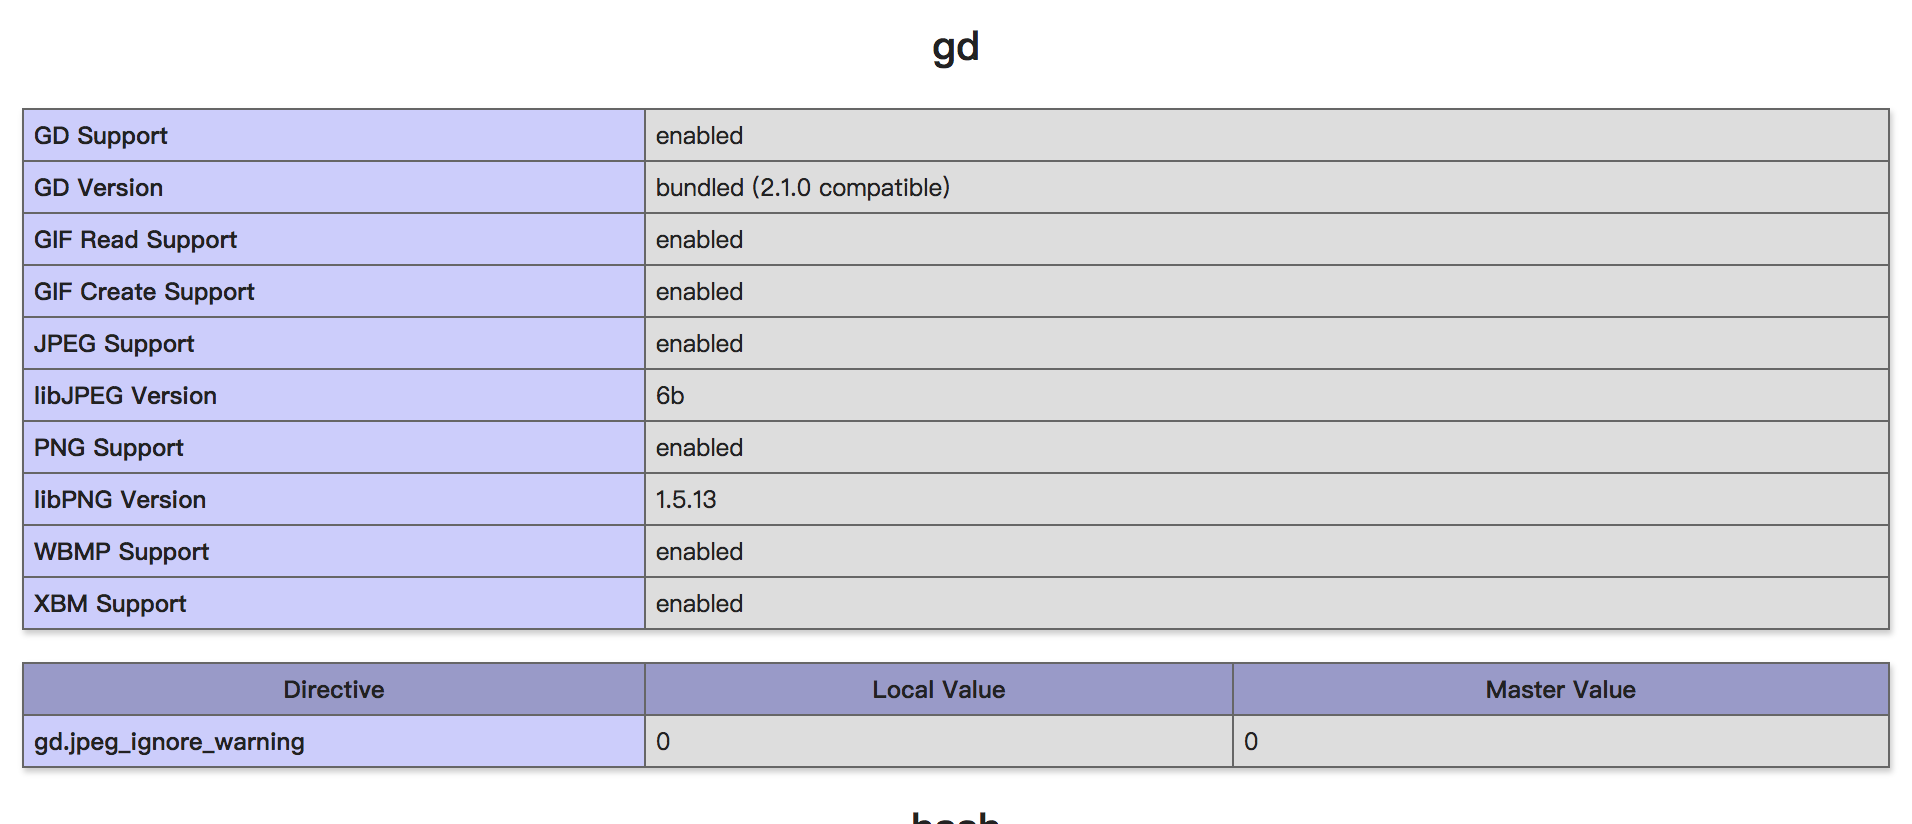 gd
GD Support enabled
GD Version bundled (2.1.0 compatible)
GIF Read Support enabled
GIF Create Support enabled
JPEG Support enabled
libJPEG Version 6b
PNG Support enabled
libPNG Version 1.5.13
WBMP Support enabled
XBM Support enabled
Directive Local Value Master Value
gd.jpeg_ignore_warning 0 0